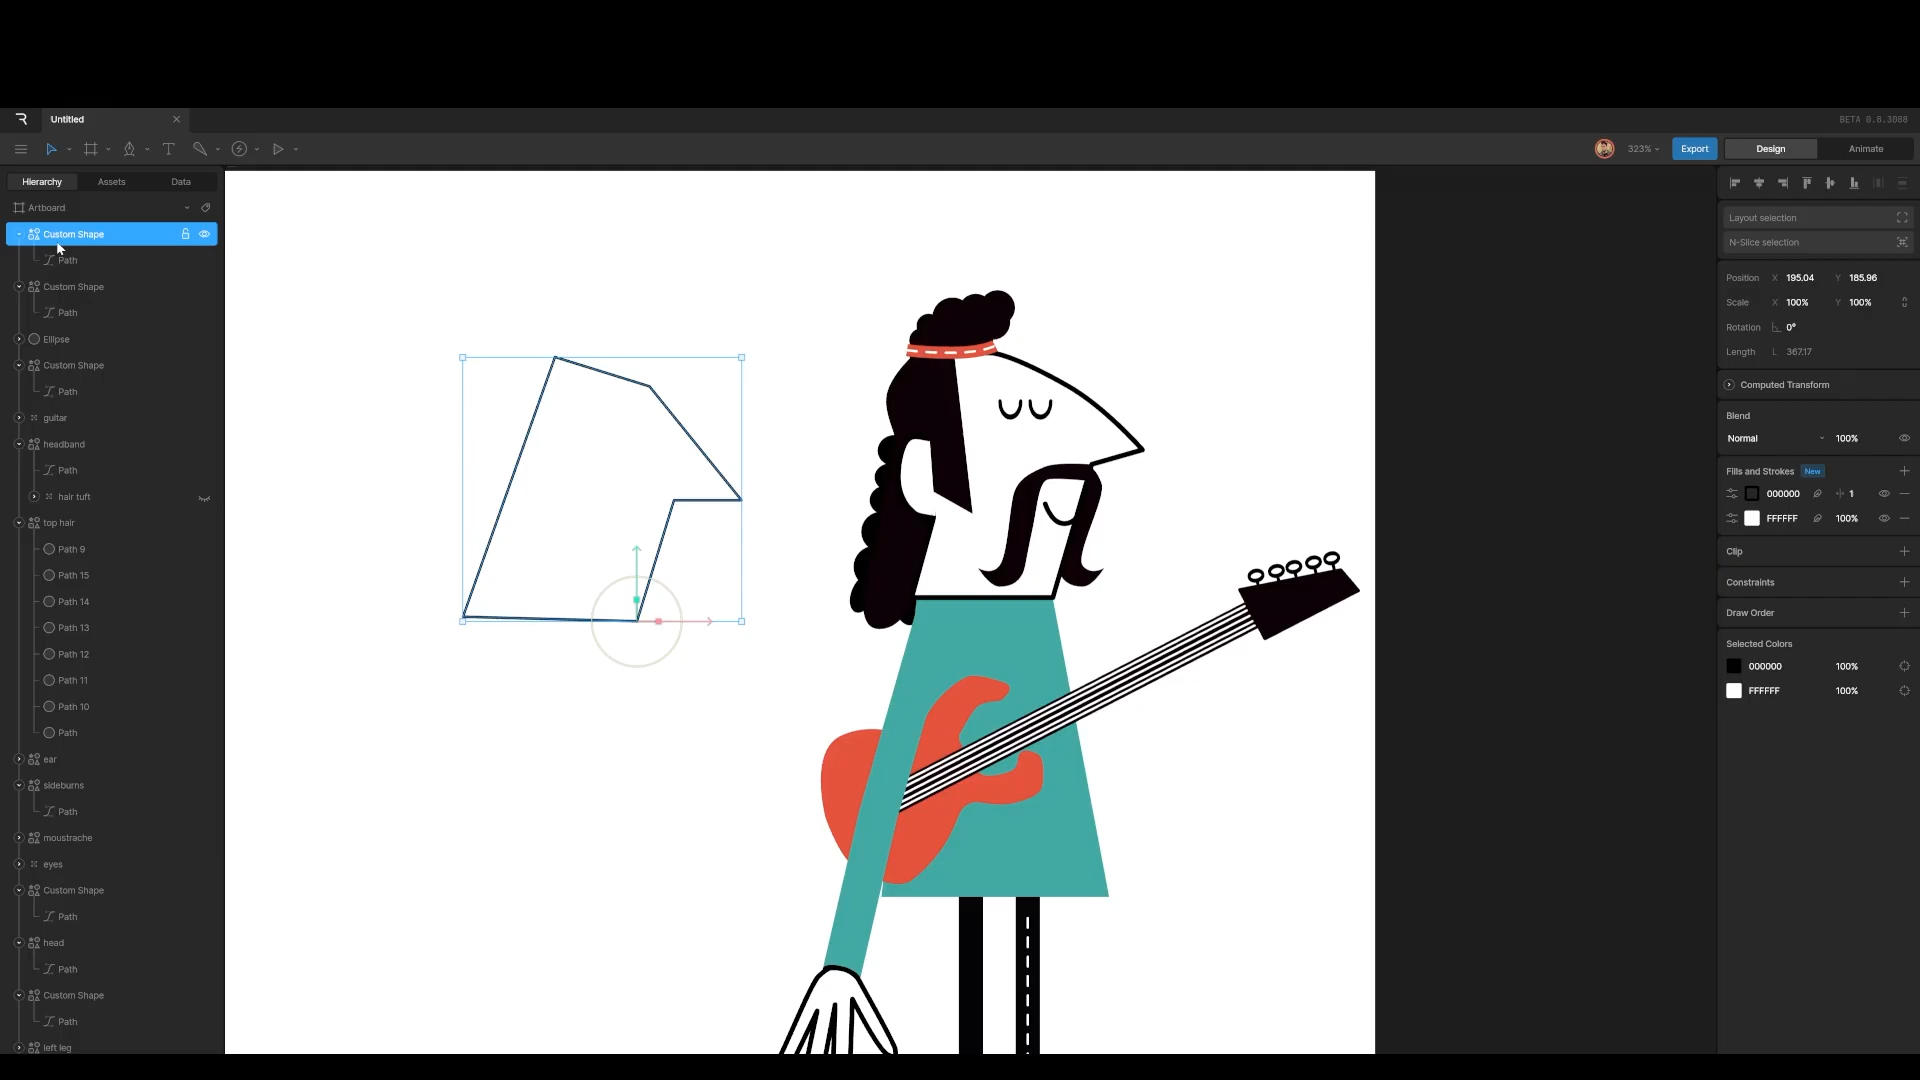 Untitled
BETA 0.8.3088
323%
Export
Design
Animate
Hierarchy
Assets
Data
Artboard
Custom Shape
Path
Custom Shape
Path
Ellipse
Custom Shape
Path
guitar
headband
Path
hair tuft
top hair
Path 9
Path 15
Path 14
Path 13
Path 12
Path 11
Path 10
Path
ear
sideburns
Path
moustrache
eyes
Custom Shape
Path
head
Path
Custom Shape
Path
left leg
Layout selection
N-Slice selection
Position X 195.04 Y 185.96
Scale X 100% Y 100%
Rotation 0°
Length L 367.17
Computed Transform
Blend
Normal 100%
Fills and Strokes New
000000 1
FFFFFF 100%
Clip
Constraints
Draw Order
Selected Colors
000000 100%
FFFFFF 100%